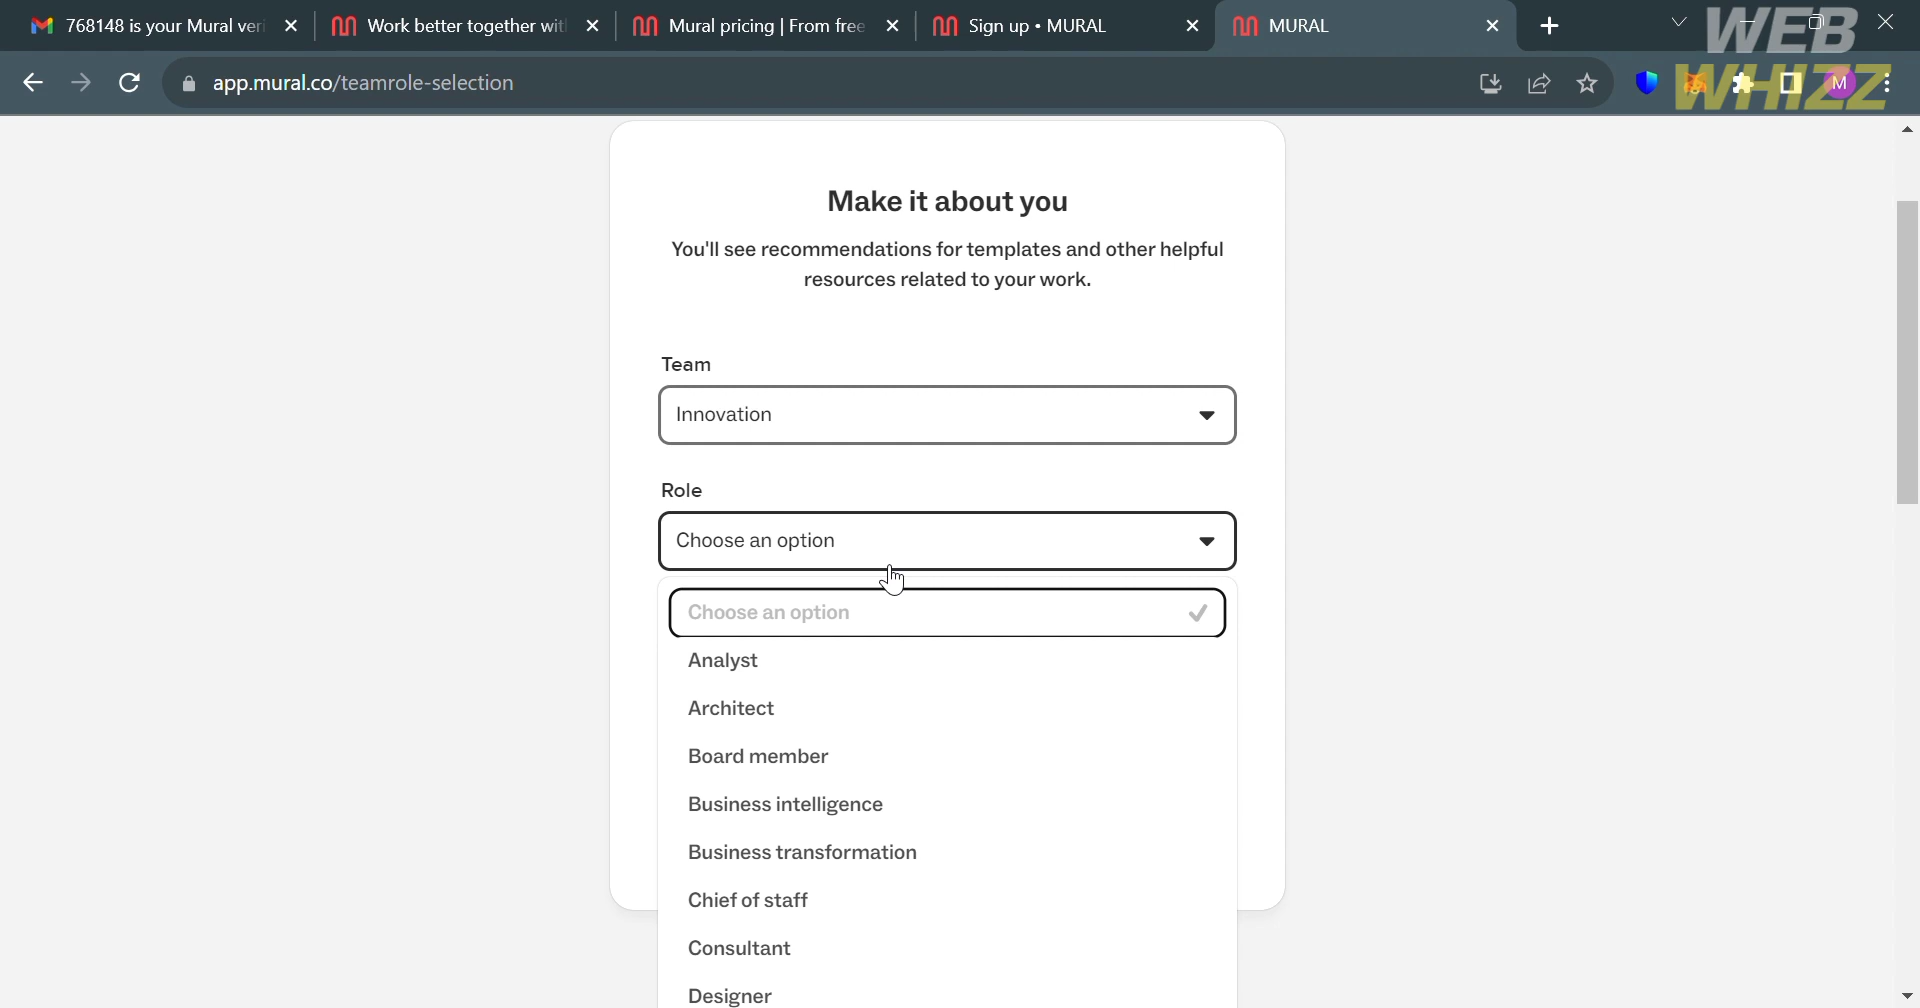 768148 is your Mural veri
Work better together wit
Mural pricing | From free
Sign up • MURAL
MURAL
WEB
WHIZZ
app.mural.co/teamrole-selection
M
Make it about you
You'll see recommendations for templates and other helpful
resources related to your work.
Team
Innovation
Role
Choose an option
Choose an option
Analyst
Architect
Board member
Business intelligence
Business transformation
Chief of staff
Consultant
Designer